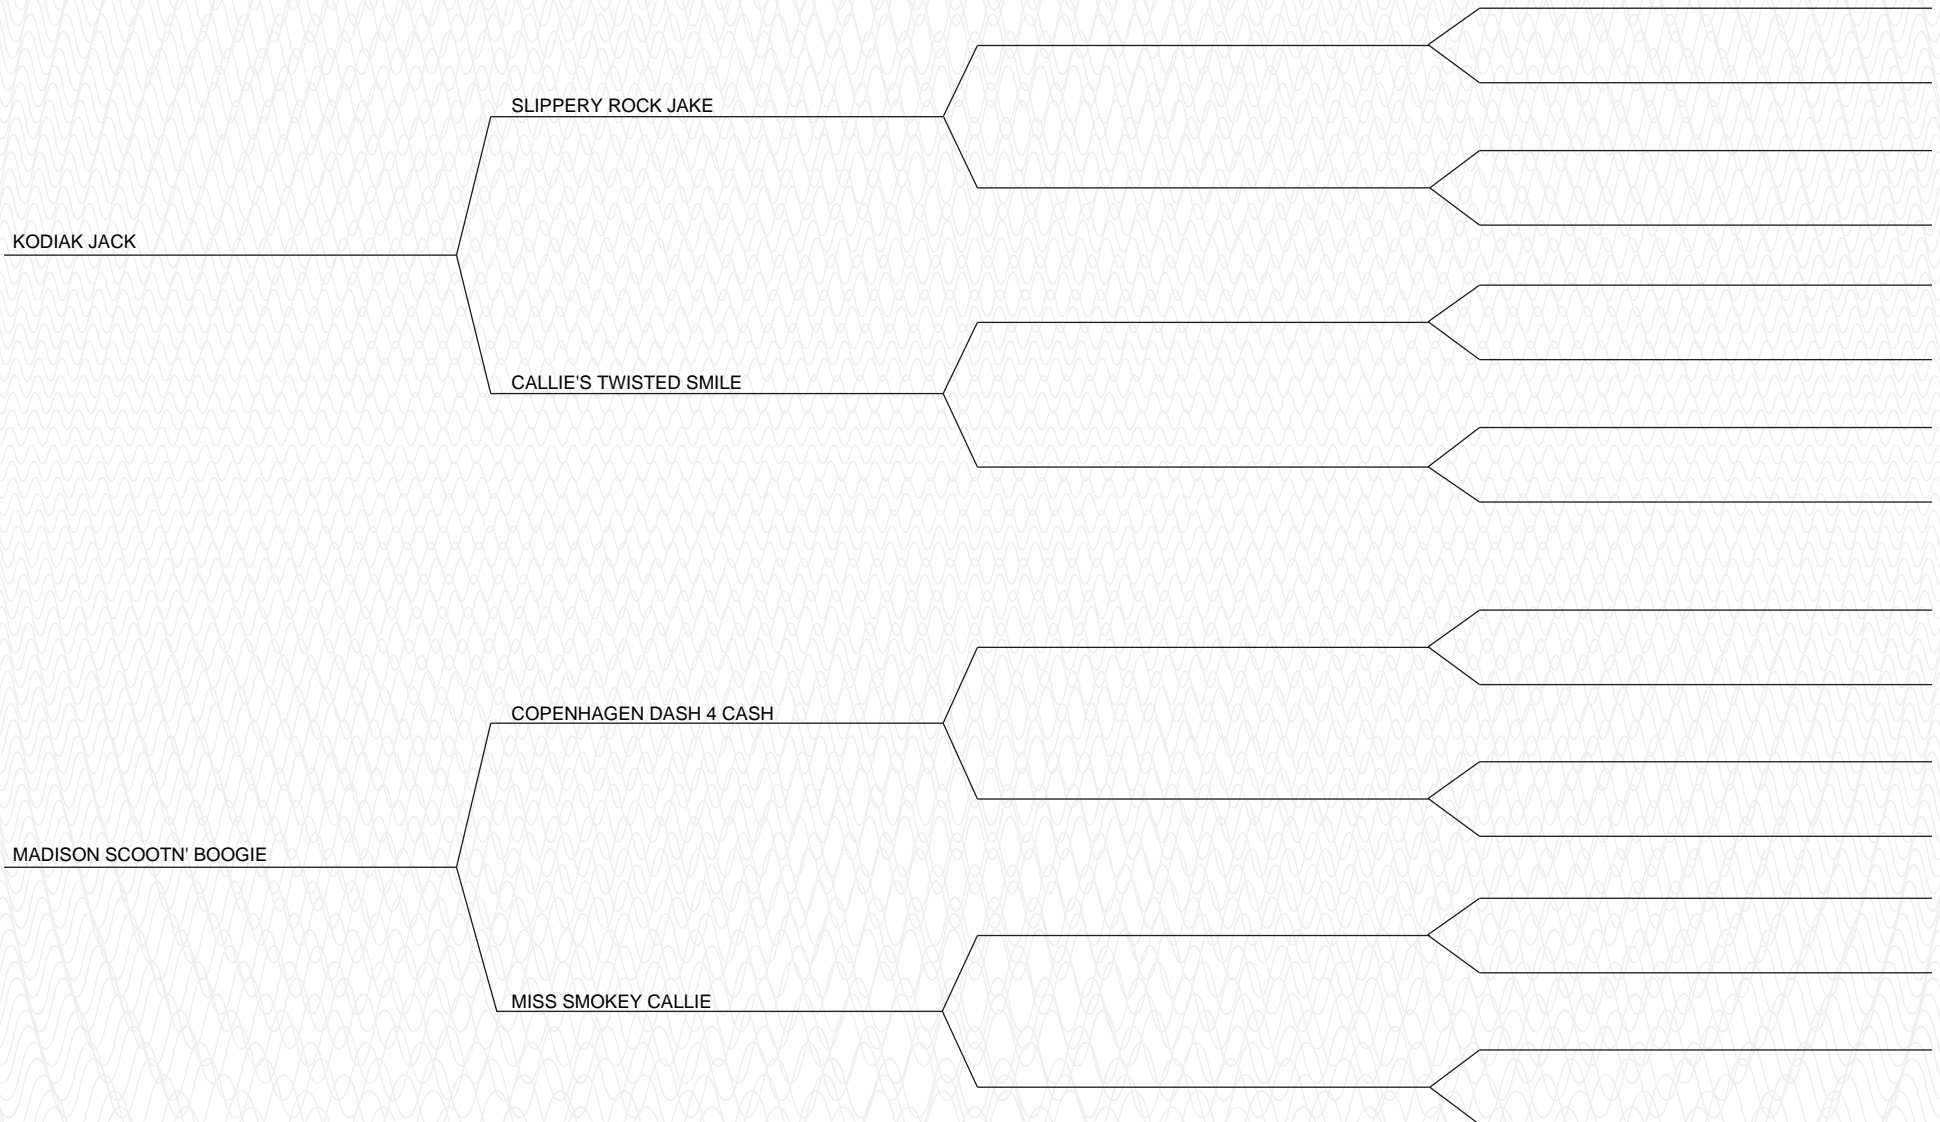 SLIPPERY ROCK JAKE
KODIAK JACK
CALLIE'S TWISTED SMILE
COPENHAGEN DASH 4 CASH
MADISON SCOOTN' BOOGIE
MISS SMOKEY CALLIE